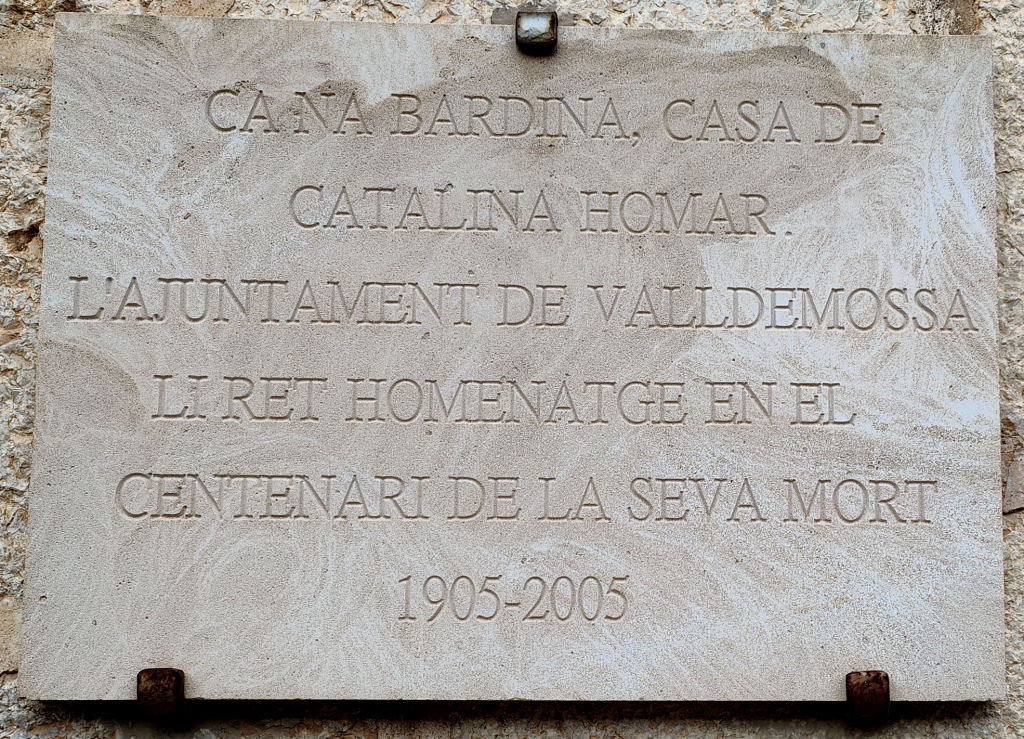 CA NA BARDINA, CASA DE
CATALINA HOMAR.
L'AJUNTAMENT DE VALLDEMOSSA
LI RET HOMENATGE EN EL
CENTENARI DE LA SEVA MORT
1905-2005